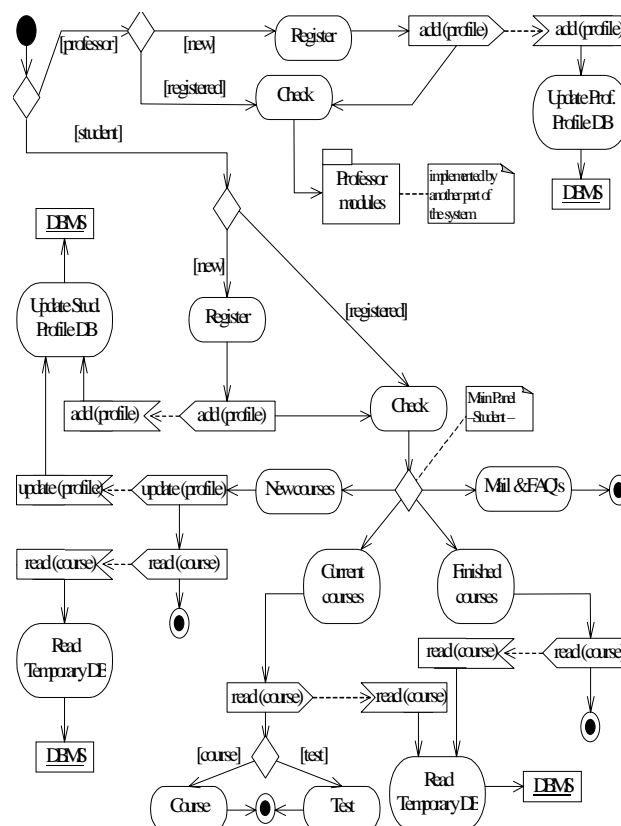 [professor]
[new]
Register
add (profile)
add (profile)
[registered]
Check
Update Prof.
Profile DB
[student]
Professor
modules
implemented by
another part of
the system
DBMS
DBMS
[new]
Update Stud.
Profile DB
Register
[registered]
add (profile)
add (profile)
Check
Main Panel
–Student –
update (profile)
update (profile)
New courses
Mail & FAQ's
read (course)
read (course)
Current
courses
Finished
courses
Read
Temporary DB
read (course)
read (course)
read (course)
read (course)
DBMS
[course]
[test]
Read
Temporary DB
DBMS
Course
Test